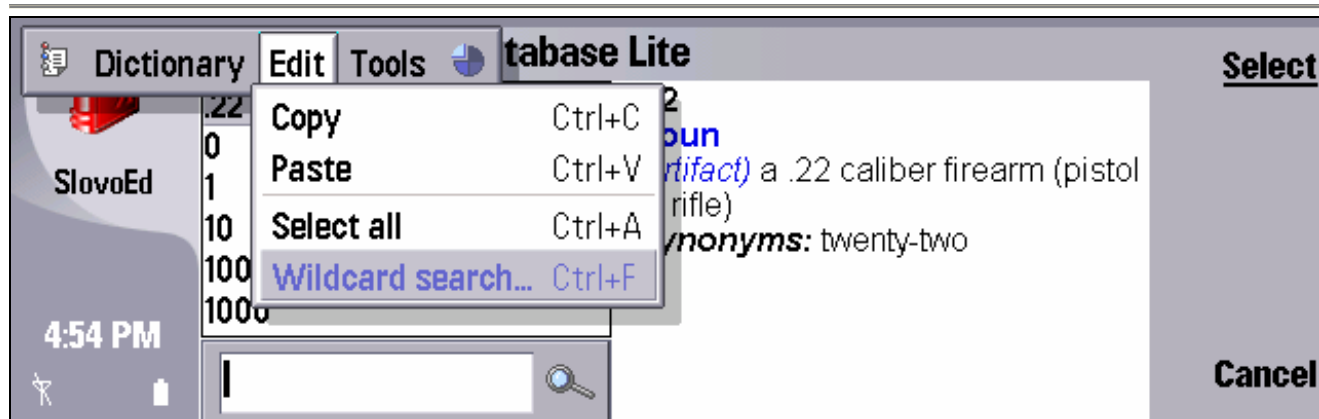 Dictionary Edit Tools tabase Lite
Select
SlovoEd
4:54 PM
.22
0
1
10
100
1000
Copy Ctrl+C
Paste Ctrl+V
Select all Ctrl+A
Wildcard search... Ctrl+F
2
oun
rtifact) a .22 caliber firearm (pistol
rifle)
ynonyms: twenty-two
Cancel